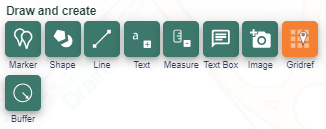 Draw and create
a
Marker Shape Line Text Measure Text Box Image Gridref
Buffer